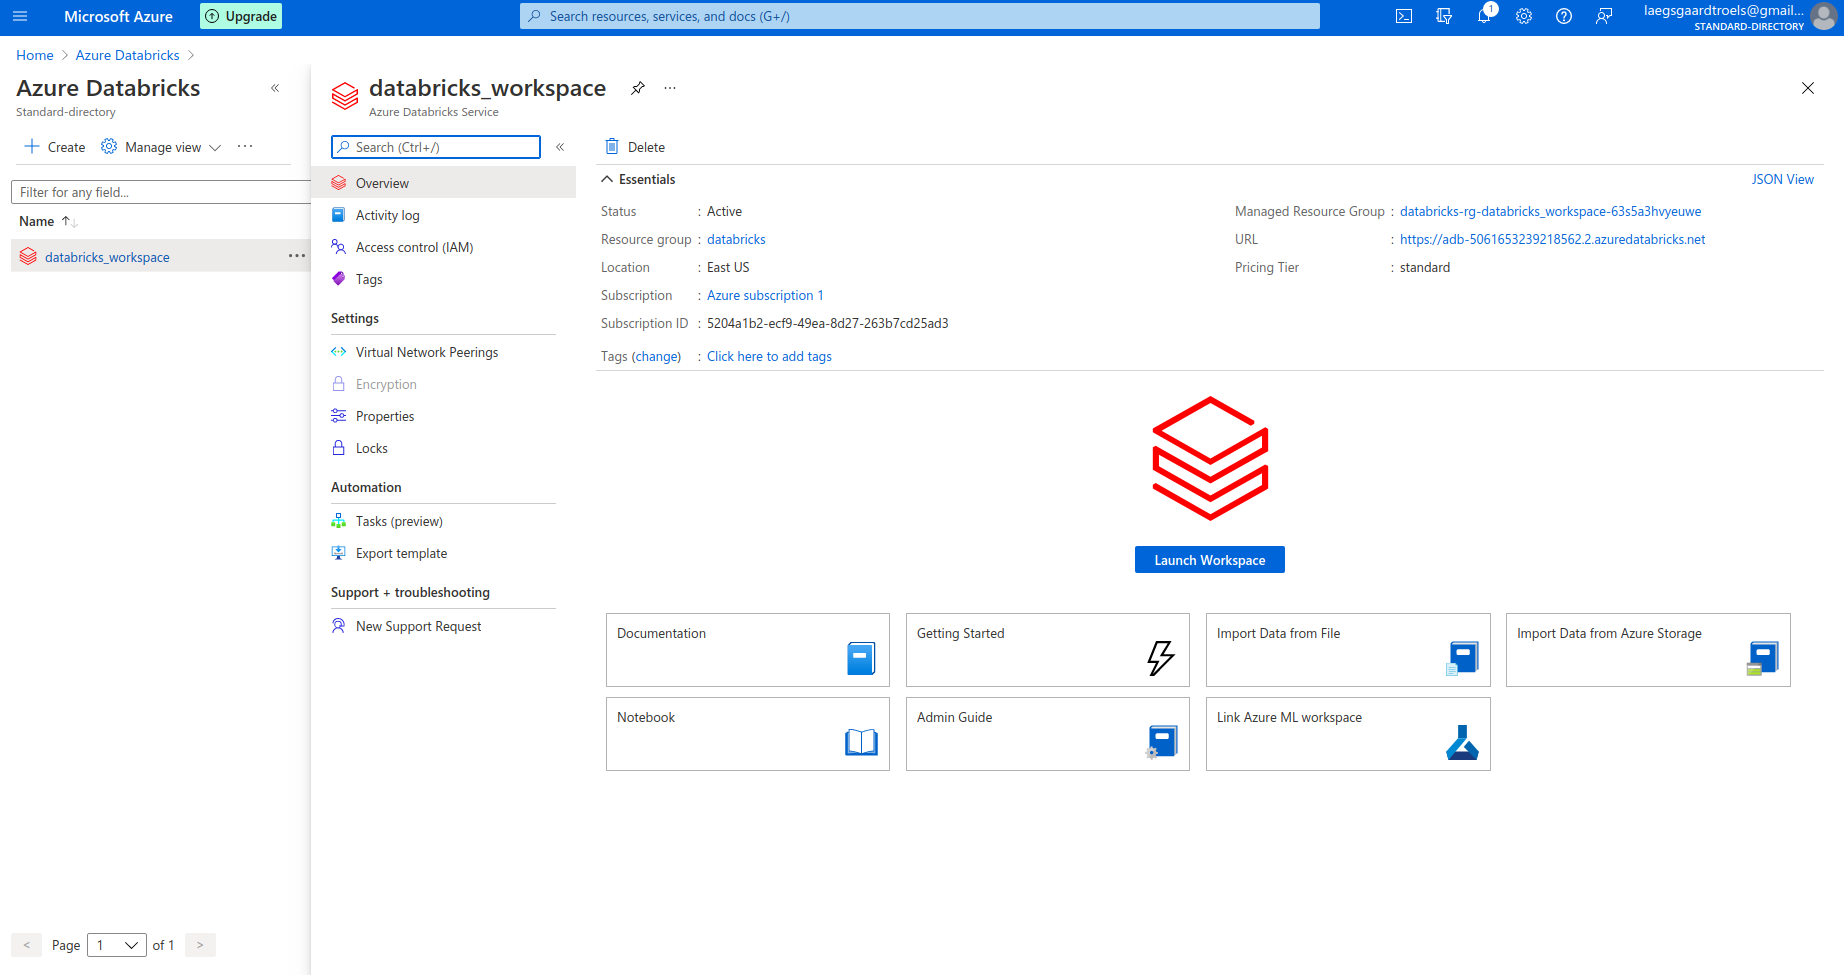 Microsoft Azure
Upgrade
Search resources, services, and docs (G+/)
1
laegsgaardtroels@gmail...
STANDARD-DIRECTORY
Home > Azure Databricks >
Azure Databricks
Standard-directory
+ Create
Manage view
...
Filter for any field...
Name ↑↓
databricks_workspace
...
< Page 1 of 1 >
databricks_workspace
...
Azure Databricks Service
Search (Ctrl+/)
«
Overview
Activity log
Access control (IAM)
Tags
Settings
Virtual Network Peerings
Encryption
Properties
Locks
Automation
Tasks (preview)
Export template
Support + troubleshooting
New Support Request
Delete
Essentials
JSON View
Status : Active
Resource group : databricks
Location : East US
Subscription : Azure subscription 1
Subscription ID : 5204a1b2-ecf9-49ea-8d27-263b7cd25ad3
Tags (change) : Click here to add tags
Managed Resource Group : databricks-rg-databricks_workspace-63s5a3hvyeuwe
URL : https://adb-5061653239218562.2.azuredatabricks.net
Pricing Tier : standard
Launch Workspace
Documentation
Getting Started
Import Data from File
Import Data from Azure Storage
Notebook
Admin Guide
Link Azure ML workspace